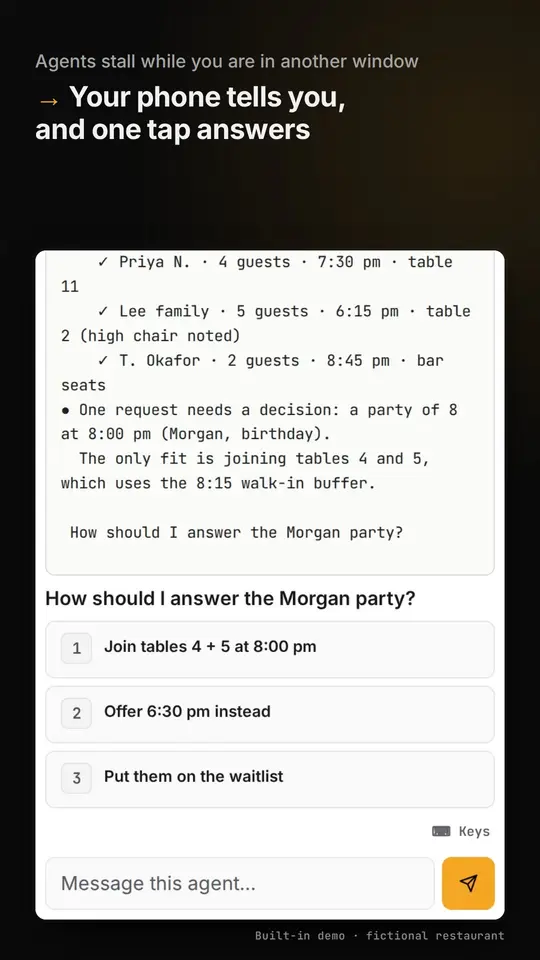 Agents stall while you are in another window
→ Your phone tells you,
and one tap answers
✓ Priya N. · 4 guests · 7:30 pm · table
11
✓ Lee family · 5 guests · 6:15 pm · table
2 (high chair noted)
✓ T. Okafor · 2 guests · 8:45 pm · bar
seats
● One request needs a decision: a party of 8
at 8:00 pm (Morgan, birthday).
The only fit is joining tables 4 and 5,
which uses the 8:15 walk-in buffer.
How should I answer the Morgan party?
How should I answer the Morgan party?
1 Join tables 4 + 5 at 8:00 pm
2 Offer 6:30 pm instead
3 Put them on the waitlist
⌨ Keys
Message this agent…
Built-in demo · fictional restaurant